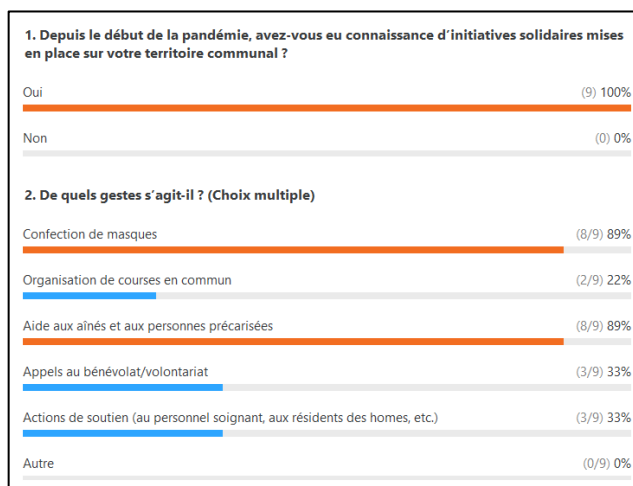 1. Depuis le début de la pandémie, avez-vous eu connaissance d'initiatives solidaires mises
en place sur votre territoire communal ?
Oui (9) 100%
Non (0) 0%
2. De quels gestes s'agit-il ? (Choix multiple)
Confection de masques (8/9) 89%
Organisation de courses en commun (2/9) 22%
Aide aux aînés et aux personnes précarisées (8/9) 89%
Appels au bénévolat/volontariat (3/9) 33%
Actions de soutien (au personnel soignant, aux résidents des homes, etc.) (3/9) 33%
Autre (0/9) 0%